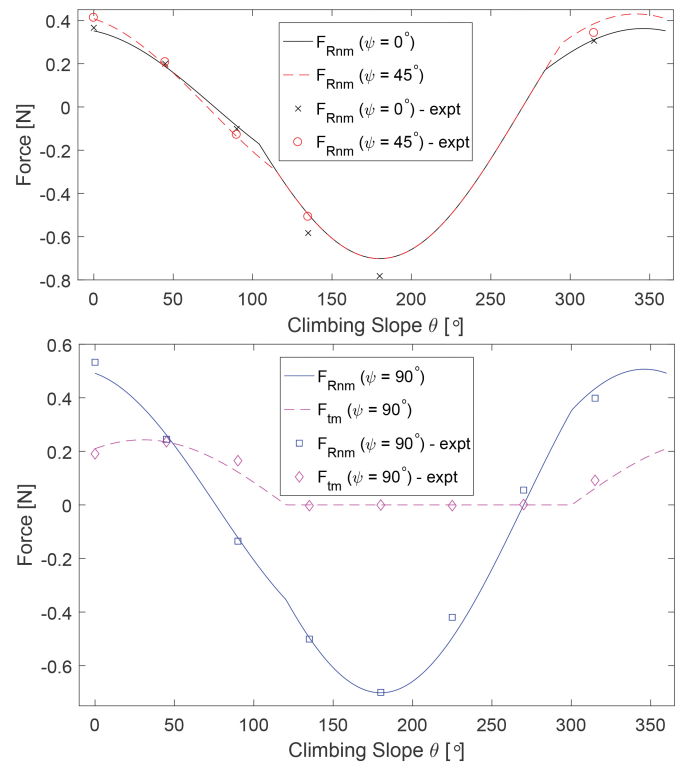 0.4
0.2
0
-0.2
-0.4
-0.6
-0.8
Force [N]
F_Rnm (ψ = 0°)
F_Rnm (ψ = 45°)
F_Rnm (ψ = 0°) - expt
F_Rnm (ψ = 45°) - expt
0 50 100 150 200 250 300 350
Climbing Slope θ [°]
0.6
0.4
0.2
0
-0.2
-0.4
-0.6
Force [N]
F_Rnm (ψ = 90°)
F_tm (ψ = 90°)
F_Rnm (ψ = 90°) - expt
F_tm (ψ = 90°) - expt
0 50 100 150 200 250 300 350
Climbing Slope θ [°]